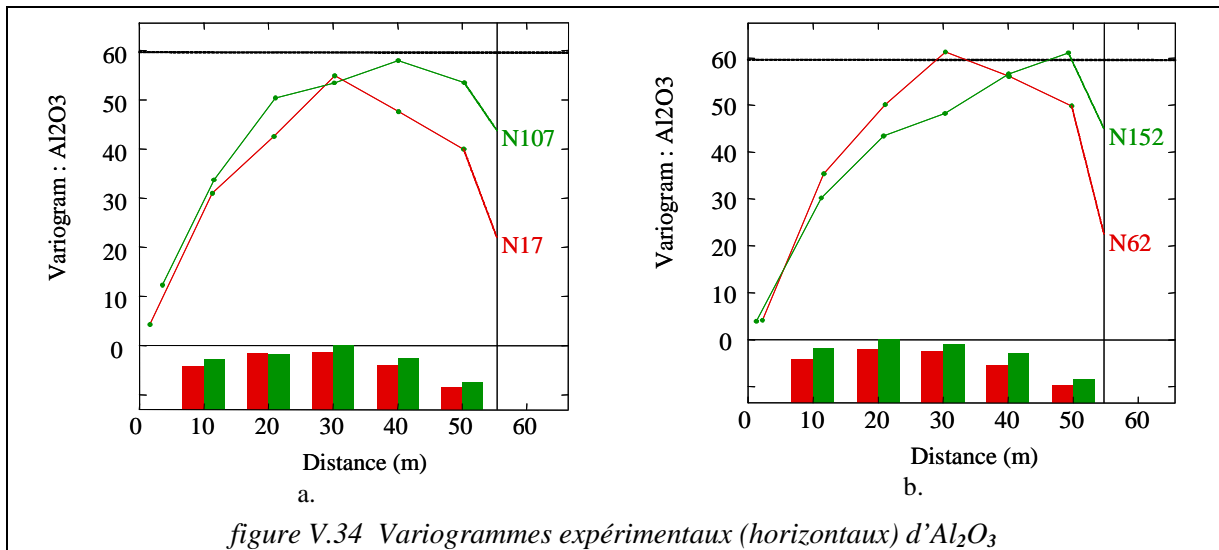 Variogram : Al2O3
60
50
40
30
20
10
0
N107
N17
0 10 20 30 40 50 60
Distance (m)
a.
Variogram : Al2O3
60
50
40
30
20
10
0
N152
N62
0 10 20 30 40 50 60
Distance (m)
b.
figure V.34 Variogrammes expérimentaux (horizontaux) d'Al₂O₃